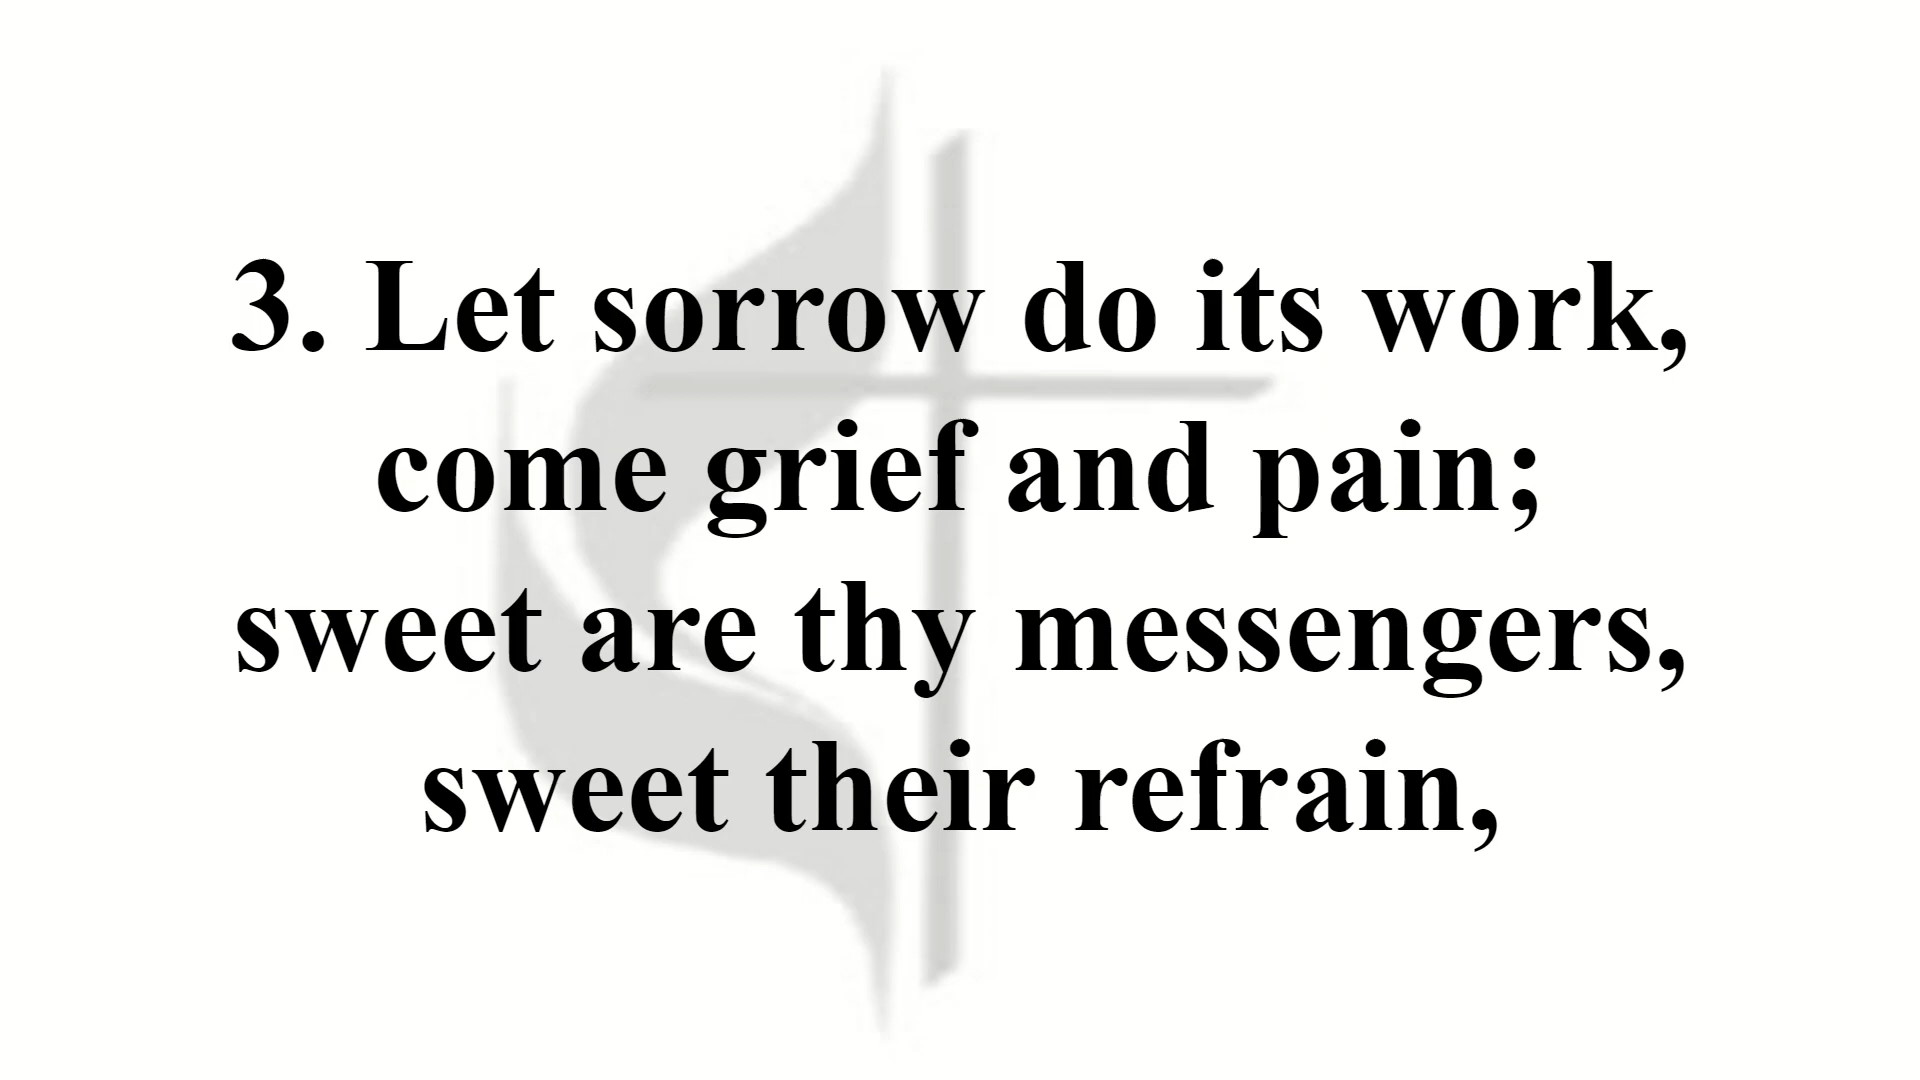 3. Let sorrow do its work,
come grief and pain;
sweet are thy messengers,
sweet their refrain,